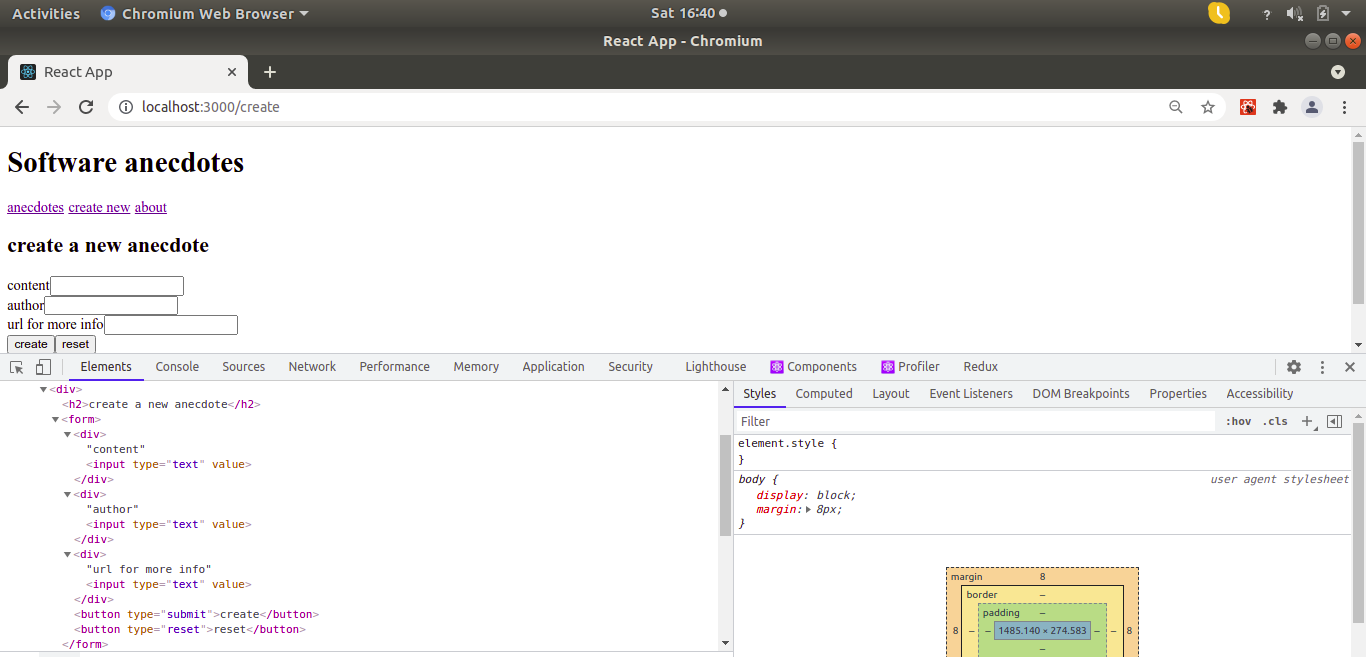 Activities Chromium Web Browser Sat 16:40
React App - Chromium
React App
localhost:3000/create
Software anecdotes
anecdotes create new about
create a new anecdote
content
author
url for more info
create reset
Elements Console Sources Network Performance Memory Application Security Lighthouse Components Profiler Redux
<div>
<h2>create a new anecdote</h2>
<form>
<div>
"content"
<input type="text" value>
</div>
<div>
"author"
<input type="text" value>
</div>
<div>
"url for more info"
<input type="text" value>
</div>
<button type="submit">create</button>
<button type="reset">reset</button>
</form>
Styles Computed Layout Event Listeners DOM Breakpoints Properties Accessibility
Filter :hov .cls
element.style {
}
body { user agent stylesheet
display: block;
margin: 8px;
}
margin 8
border –
padding –
8 – – 1485.140 × 274.583 – – 8
–